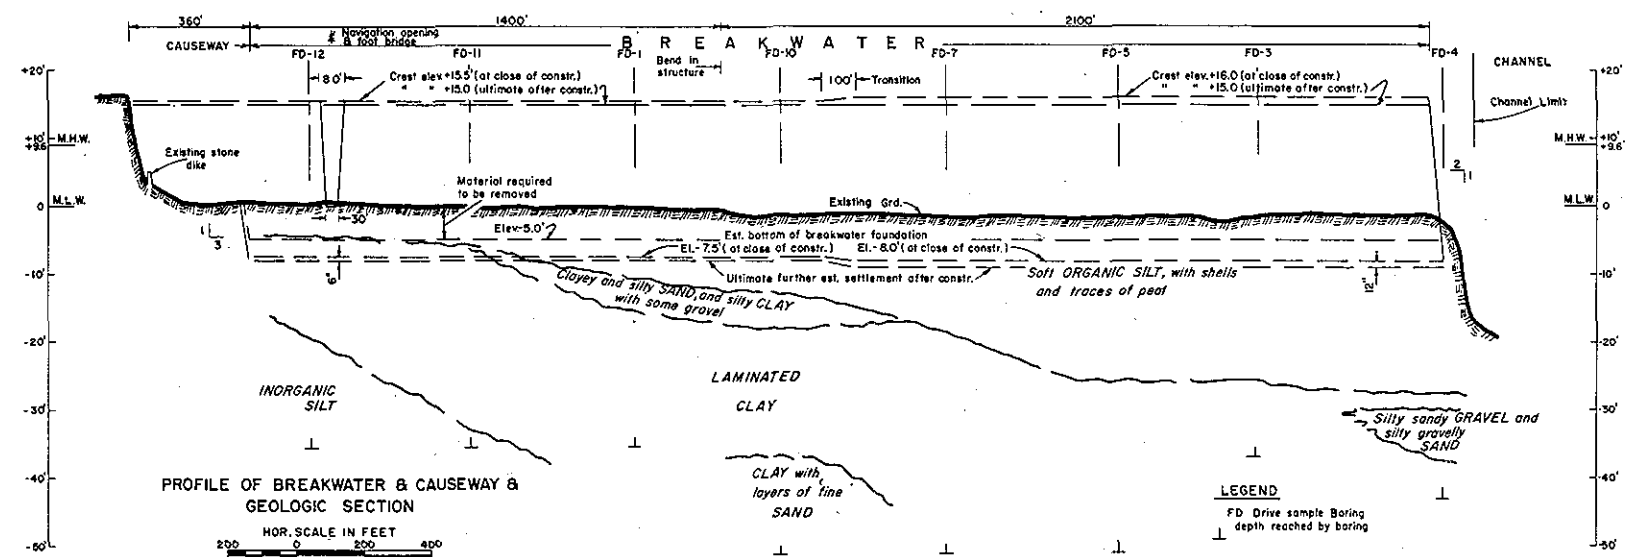 360'
1400'
2100'
CAUSEWAY
Navigation opening
& foot bridge
BREAKWATER
FD-12
FD-11
FD-1
Bend in
structure
FD-10
FD-7
FD-5
FD-3
FD-4
CHANNEL
+20'
80'
Crest elev.+15.5' (at close of constr.)
" " +15.0 (ultimate after constr.)
100'
Transition
Crest elev.+16.0 (at close of constr.)
" " +15.0 (ultimate after constr.)
+20'
Channel Limit
+10'
M.H.W.
+9.6
Existing stone
dike
M.H.W.
+10'
+9.6'
2
1
Material required
to be removed
M.L.W.
0
30'
Existing Grd.
M.L.W.
0
1
3
Elev-5.0'
Est. bottom of breakwater foundation
El.-7.5' (at close of constr.)
El.-8.0' (at close of constr.)
6"
Ultimate further est. settlement after constr.
Soft ORGANIC SILT, with shells
and traces of peat
12"
-10'
-10'
Clayey and silty SAND, and silty CLAY
with some gravel
-20'
-20'
INORGANIC
SILT
LAMINATED
CLAY
-30'
-30'
Silty sandy GRAVEL and
silty gravelly
SAND
-40'
-40'
CLAY with
layers of fine
SAND
PROFILE OF BREAKWATER & CAUSEWAY &
GEOLOGIC SECTION
HOR. SCALE IN FEET
200 0 200 400
LEGEND
FD Drive sample Boring
depth reached by boring
-50'
-50'